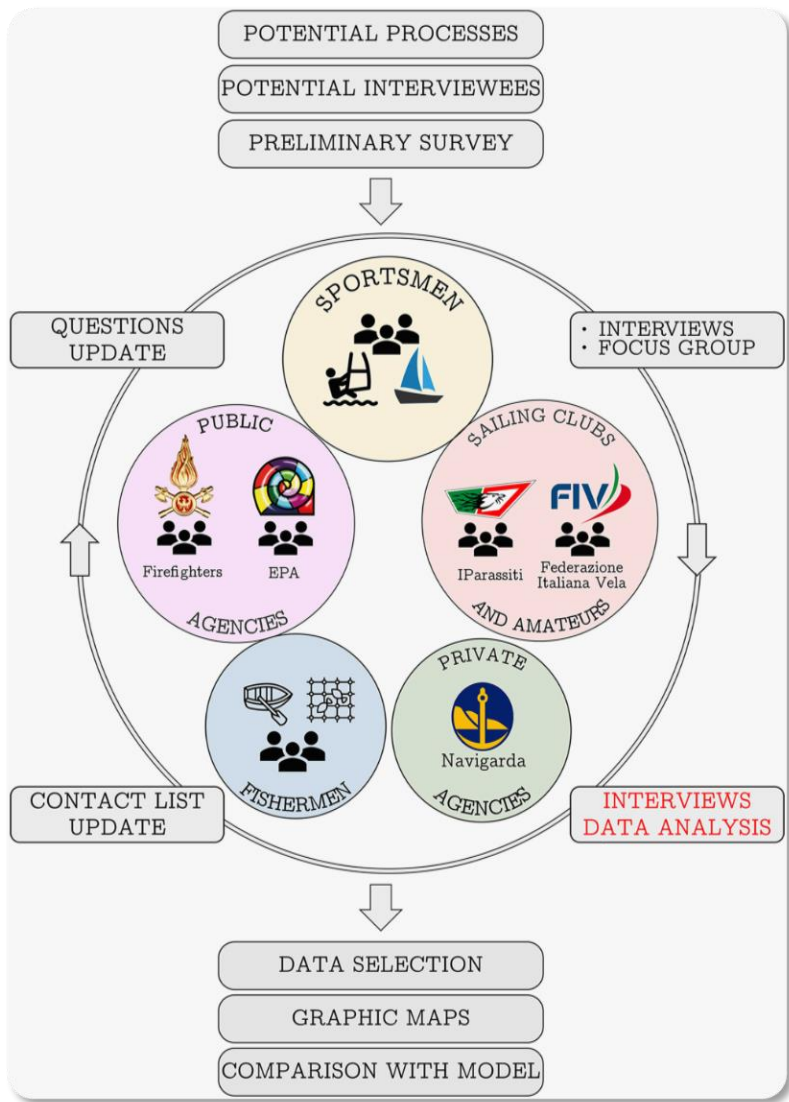 POTENTIAL PROCESSES
POTENTIAL INTERVIEWEES
PRELIMINARY SURVEY
SPORTSMEN
QUESTIONS
UPDATE
• INTERVIEWS
• FOCUS GROUP
PUBLIC
Firefighters
EPA
AGENCIES
SAILING CLUBS
FIV
IParassiti
Federazione
Italiana Vela
AND AMATEURS
FISHERMEN
PRIVATE
Navigarda
AGENCIES
CONTACT LIST
UPDATE
INTERVIEWS
DATA ANALYSIS
DATA SELECTION
GRAPHIC MAPS
COMPARISON WITH MODEL